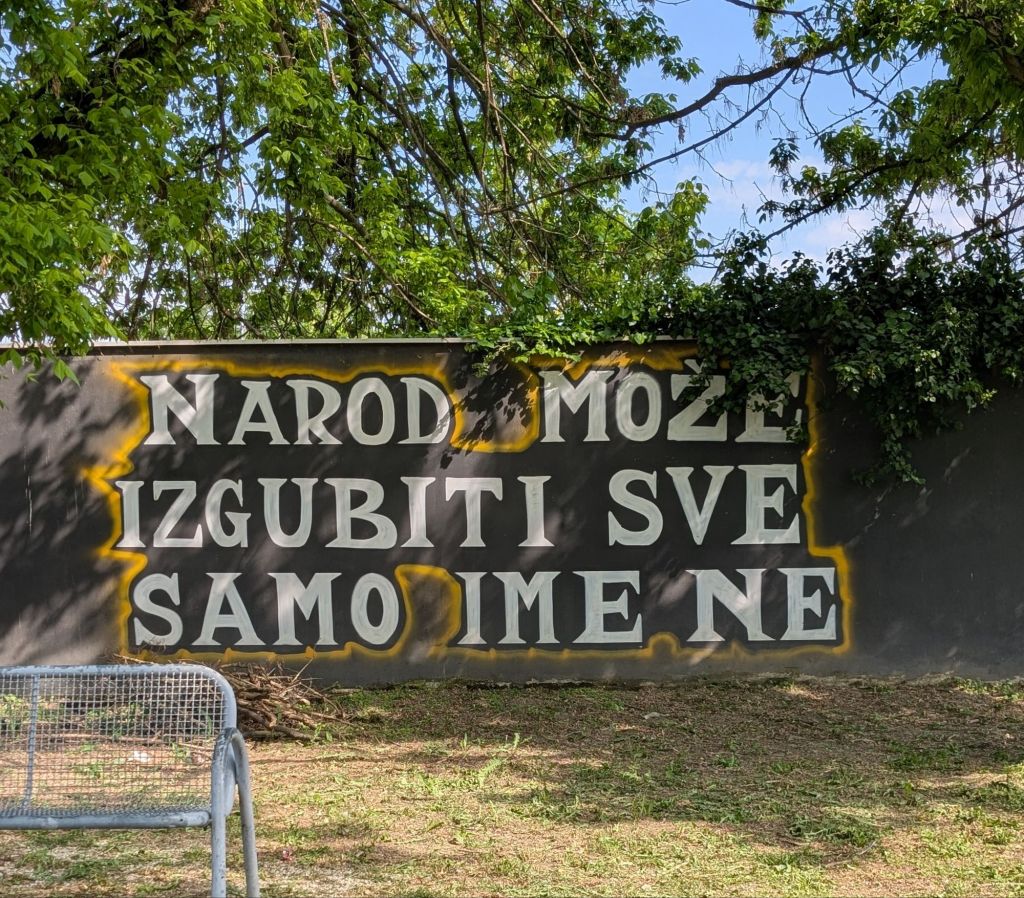 NAROD MOŽE
IZGUBITI SVE
SAMO IME NE